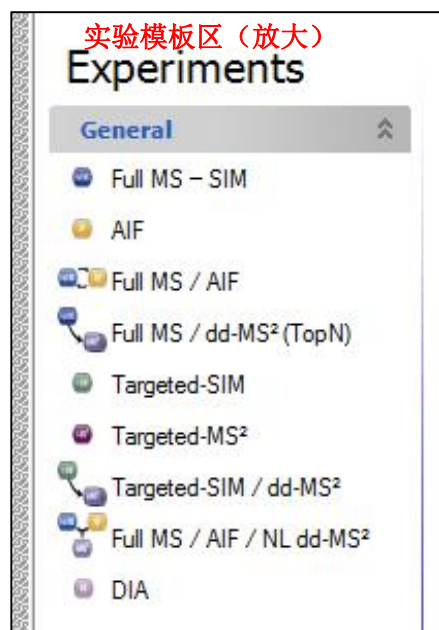 实验模板区（放大）
Experiments
General
Full MS – SIM
AIF
Full MS / AIF
Full MS / dd-MS² (TopN)
Targeted-SIM
Targeted-MS²
Targeted-SIM / dd-MS²
Full MS / AIF / NL dd-MS²
DIA